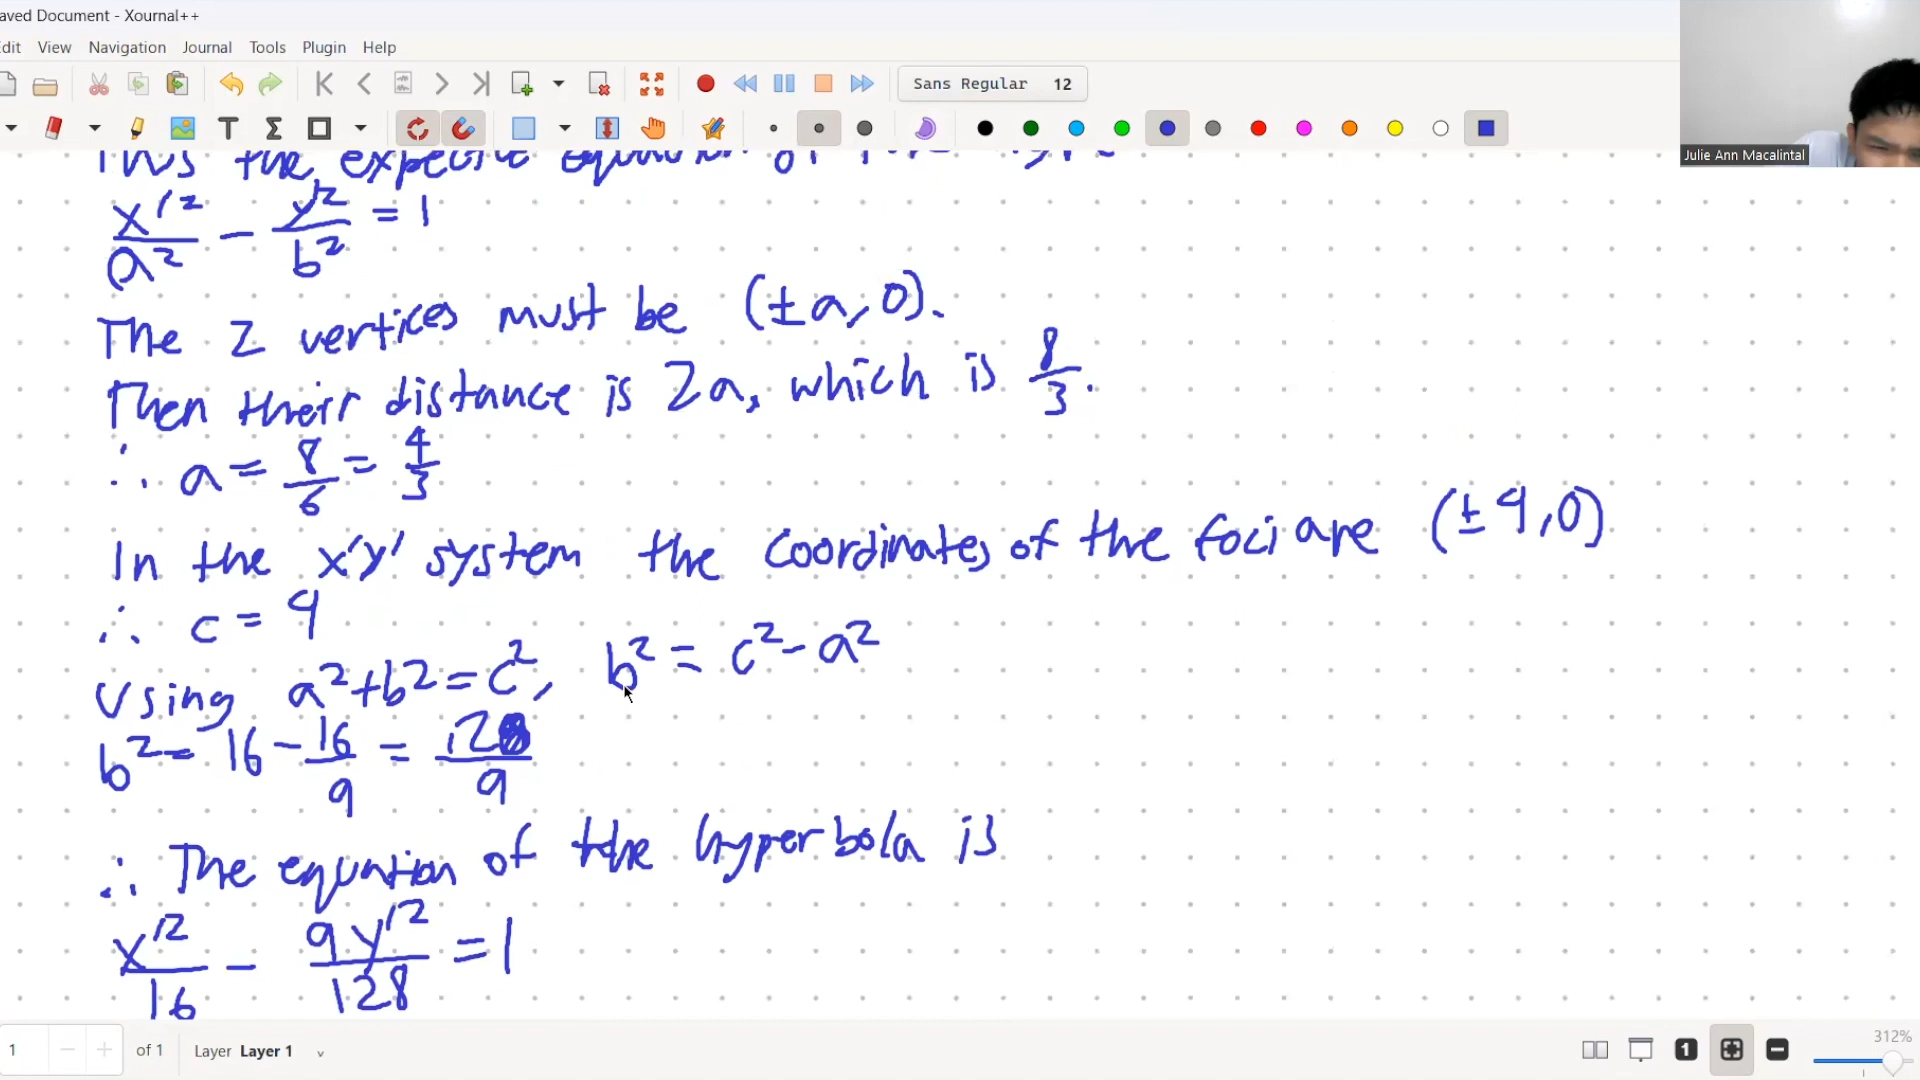 aved Document - Xournal++
dit View Navigation Journal Tools Plugin Help
Sans Regular 12
Julie Ann Macalintal
the
x'²/a² - y'²/b² = 1
The 2 vertices must be (±a, 0).
Then their distance is 2a, which is 8/3.
∴ a = 8/6 = 4/3
In the x'y' system the coordinates of the foci are (±4, 0)
∴ c = 4
Using a²+b²=c², b² = c²-a²
b² = 16 - 16/9 = 128/9
∴ The equation of the hyperbola is
x'²/16 - 9y'²/128 = 1
1 of 1 Layer Layer 1 1 312%